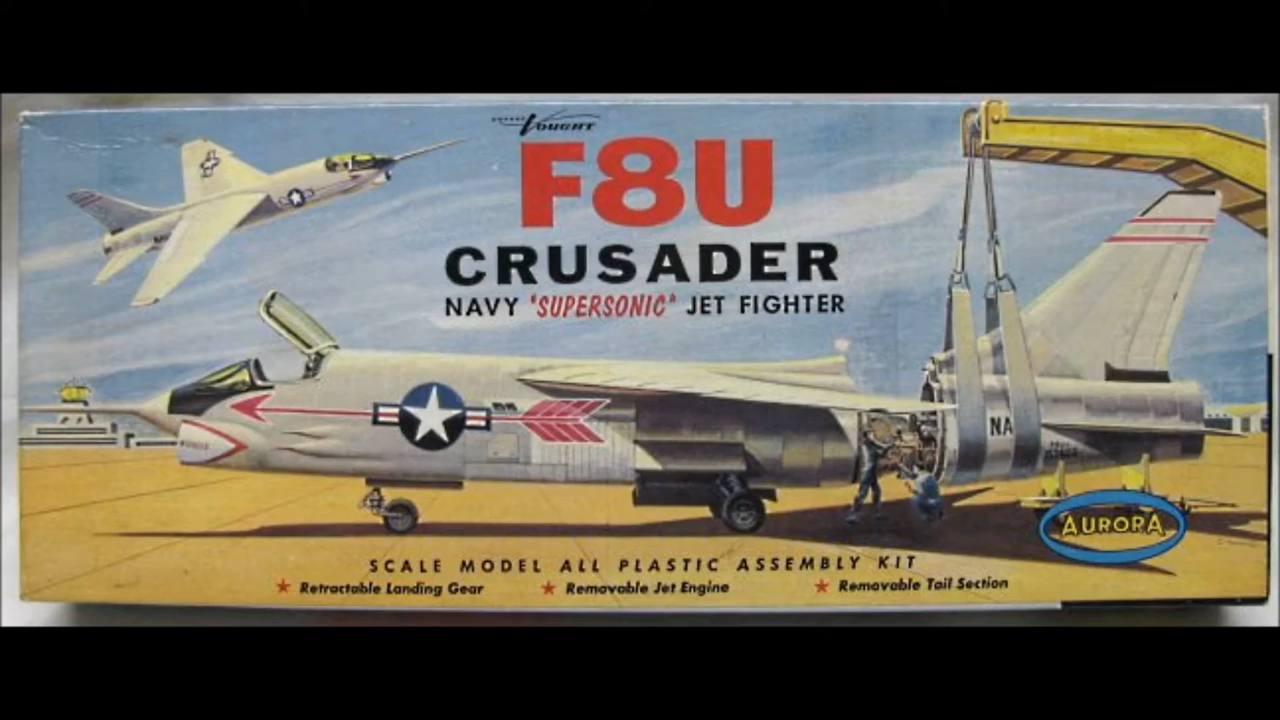 Vought
F8U
CRUSADER
NAVY "SUPERSONIC" JET FIGHTER
NA
AURORA
SCALE MODEL ALL PLASTIC ASSEMBLY KIT
★ Retractable Landing Gear ★ Removable Jet Engine ★ Removable Tail Section